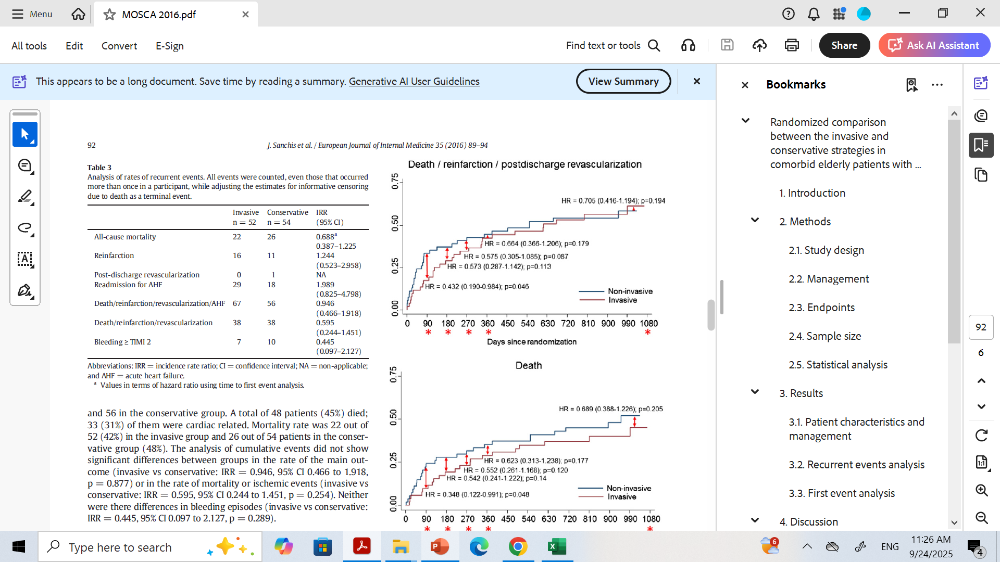 Menu
MOSCA 2016.pdf
All tools
Edit
Convert
E-Sign
Find text or tools
Share
Ask AI Assistant
This appears to be a long document. Save time by reading a summary. Generative AI User Guidelines
View Summary
92
J. Sanchis et al. / European Journal of Internal Medicine 35 (2016) 89–94
Table 3
Analysis of rates of recurrent events. All events were counted, even those that occurred
more than once in a participant, while adjusting the estimates for informative censoring
due to death as a terminal event.
Invasive Conservative IRR
n = 52 n = 54 (95% CI)
All-cause mortality 22 26 0.688a
0.387–1.225
Reinfarction 16 11 1.244
(0.523–2.958)
Post-discharge revascularization 0 1 NA
Readmission for AHF 29 18 1.989
(0.825–4.798)
Death/reinfarction/revascularization/AHF 67 56 0.946
(0.466–1.918)
Death/reinfarction/revascularization 38 38 0.595
(0.244–1.451)
Bleeding ≥ TIMI 2 7 10 0.445
(0.097–2.127)
Abbreviations: IRR = incidence rate ratio; CI = confidence interval; NA = non-applicable;
and AHF = acute heart failure.
a Values in terms of hazard ratio using time to first event analysis.
and 56 in the conservative group. A total of 48 patients (45%) died;
33 (31%) of them were cardiac related. Mortality rate was 22 out of
52 (42%) in the invasive group and 26 out of 54 patients in the conser-
vative group (48%). The analysis of cumulative events did not show
significant differences between groups in the rate of the main out-
come (invasive vs conservative: IRR = 0.946, 95% CI 0.466 to 1.918,
p = 0.877) or in the rate of mortality or ischemic events (invasive vs
conservative: IRR = 0.595, 95% CI 0.244 to 1.451, p = 0.254). Neither
were there differences in bleeding episodes (invasive vs conservative:
IRR = 0.445, 95% CI 0.097 to 2.127, p = 0.289).
Death / reinfarction / postdischarge revascularization
0.75
HR = 0.705 (0.416-1.194); p=0.194
0.50
HR = 0.664 (0.366-1.206); p=0.179
HR = 0.575 (0.305-1.085); p=0.087
0.25
HR = 0.573 (0.287-1.142); p=0.113
HR = 0.432 (0.190-0.984); p=0.046
Non-invasive
Invasive
0.00
0 90 180 270 360 450 540 630 720 810 900 990 1080
* * * * *
Days since randomization
Death
0.75
HR = 0.689 (0.388-1.226); p=0.205
0.50
HR = 0.623 (0.313-1.238); p=0.177
0.25
HR = 0.552 (0.261-1.168); p=0.120
HR = 0.542 (0.241-1.222); p=0.14
HR = 0.348 (0.122-0.991); p=0.048
Non-invasive
Invasive
0.00
0 90 180 270 360 450 540 630 720 810 900 990 1080
* * * * *
Bookmarks
Randomized comparison
between the invasive and
conservative strategies in
comorbid elderly patients with ...
1. Introduction
2. Methods
2.1. Study design
2.2. Management
2.3. Endpoints
2.4. Sample size
2.5. Statistical analysis
3. Results
3.1. Patient characteristics and
management
3.2. Recurrent events analysis
3.3. First event analysis
4. Discussion
92
6
1:1
Type here to search
6
ENG
11:26 AM
9/24/2025
4